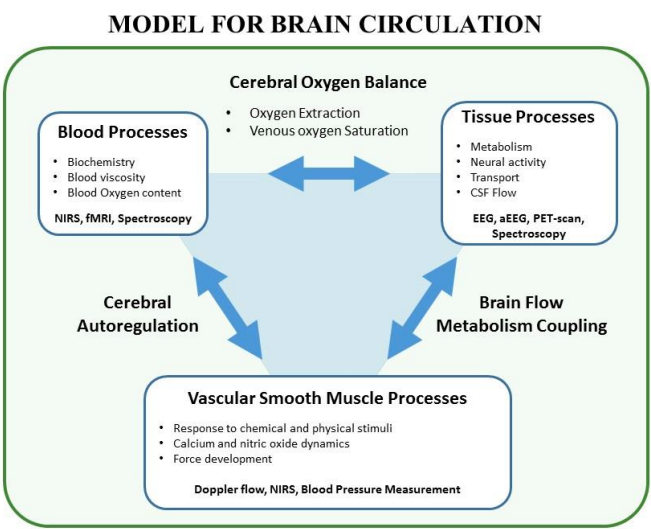 MODEL FOR BRAIN CIRCULATION
Cerebral Oxygen Balance
• Oxygen Extraction
• Venous oxygen Saturation
Blood Processes
• Biochemistry
• Blood viscosity
• Blood Oxygen content
NIRS, fMRI, Spectroscopy
Tissue Processes
• Metabolism
• Neural activity
• Transport
• CSF Flow
EEG, aEEG, PET-scan,
Spectroscopy
Cerebral
Autoregulation
Brain Flow
Metabolism Coupling
Vascular Smooth Muscle Processes
• Response to chemical and physical stimuli
• Calcium and nitric oxide dynamics
• Force development
Doppler flow, NIRS, Blood Pressure Measurement